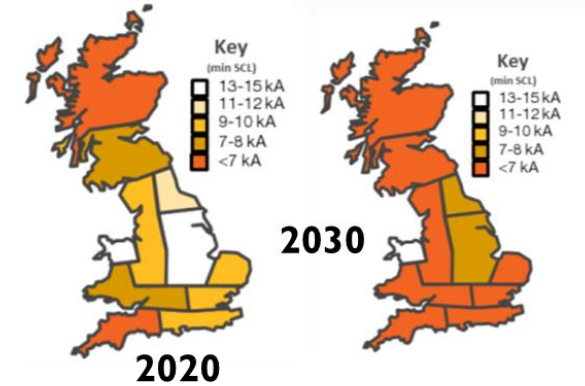 Key
(min SCL)
13-15 kA
11-12 kA
9-10 kA
7-8 kA
<7 kA
2020
Key
(min SCL)
13-15 kA
11-12 kA
9-10 kA
7-8 kA
<7 kA
2030